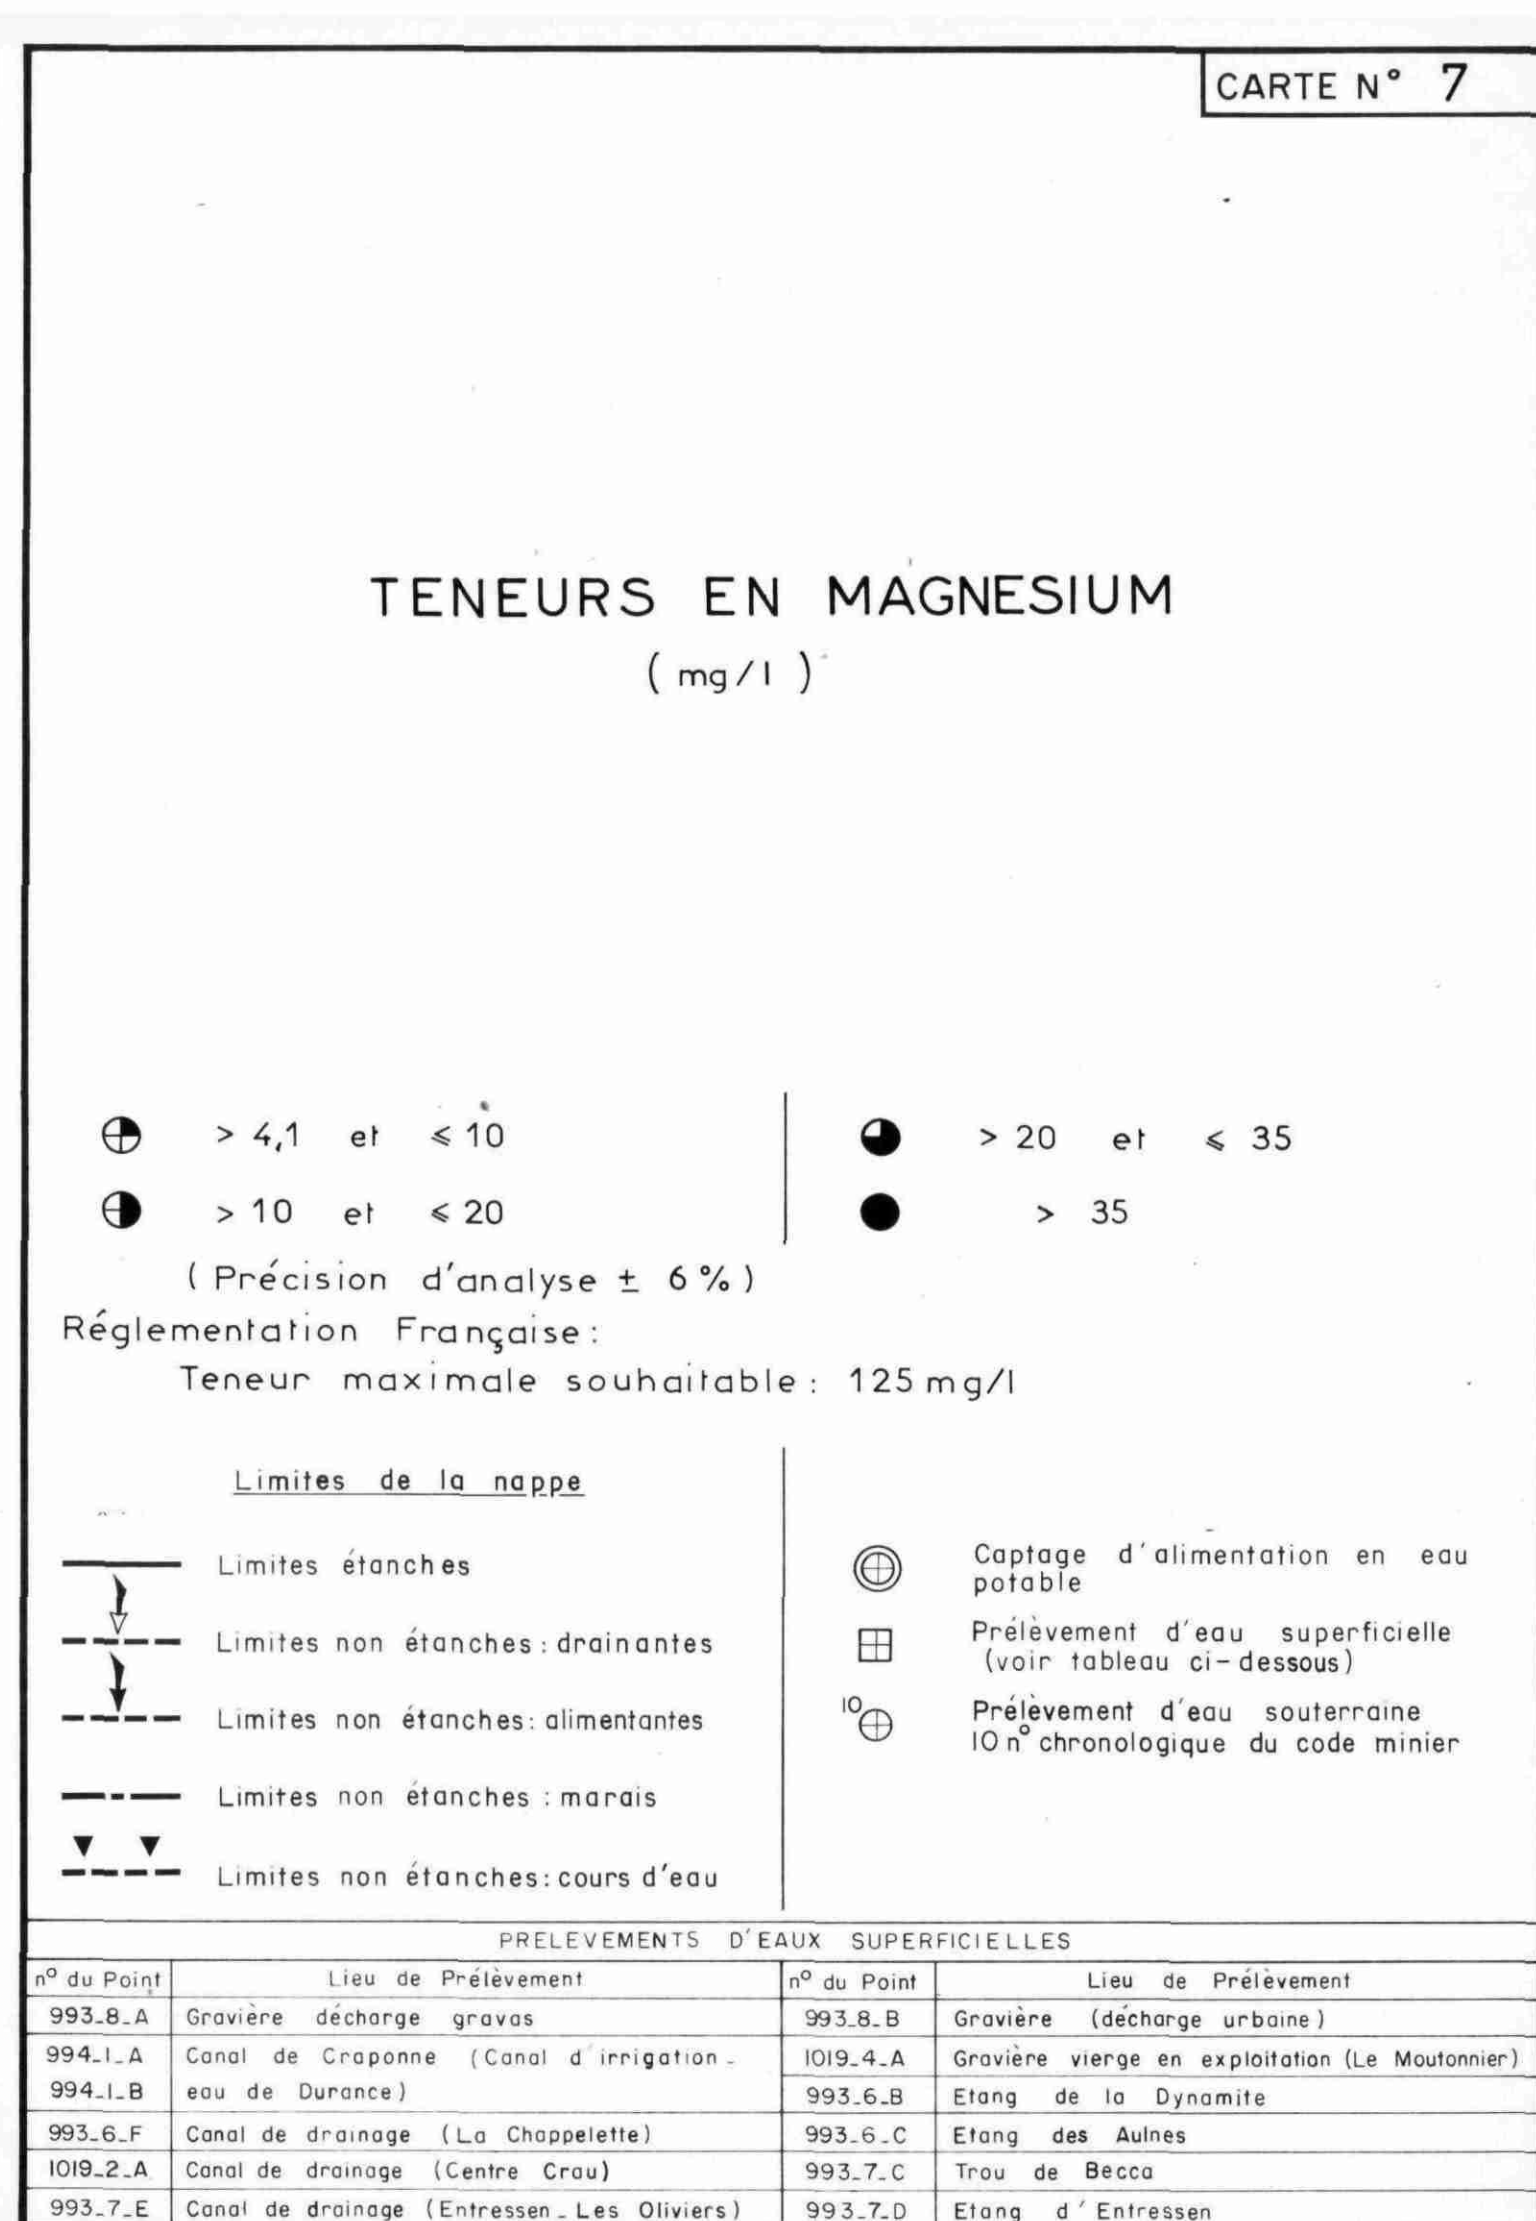 CARTE N° 7
TENEURS EN MAGNESIUM
( mg/l )
> 4,1 et ⩽ 10
> 20 et ⩽ 35
> 10 et ⩽ 20
> 35
( Précision d'analyse ± 6 % )
Réglementation Française :
Teneur maximale souhaitable : 125 mg/l
Limites de la nappe
Limites étanches
Limites non étanches : drainantes
Limites non étanches : alimentantes
Limites non étanches : marais
Limites non étanches : cours d'eau
Captage d'alimentation en eau
potable
Prélèvement d'eau superficielle
(voir tableau ci-dessous)
10
Prélèvement d'eau souterraine
10 n° chronologique du code minier
PRELEVEMENTS D'EAUX SUPERFICIELLES
n° du Point Lieu de Prélèvement n° du Point Lieu de Prélèvement
993_8_A Gravière décharge gravas 993_8_B Gravière (décharge urbaine)
994_1_A Canal de Craponne (Canal d'irrigation_ 1019_4_A Gravière vierge en exploitation (Le Moutonnier)
994_1_B eau de Durance) 993_6_B Etang de la Dynamite
993_6_F Canal de drainage (La Chappelette) 993_6_C Etang des Aulnes
1019_2_A Canal de drainage (Centre Crau) 993_7_C Trou de Becca
993_7_E Canal de drainage (Entressen _ Les Oliviers) 993_7_D Etang d'Entressen